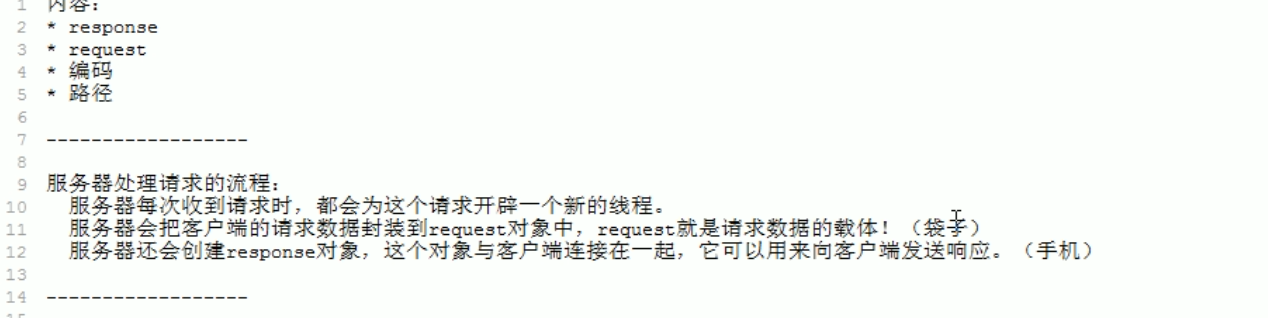 1 内容：
2 * response
3 * request
4 * 编码
5 * 路径
6
7 ------------------
8
9 服务器处理请求的流程：
10 服务器每次收到请求时，都会为这个请求开辟一个新的线程。
11 服务器会把客户端的请求数据封装到request对象中，request就是请求数据的载体！（袋子）
12 服务器还会创建response对象，这个对象与客户端连接在一起，它可以用来向客户端发送响应。（手机）
13
14 ------------------